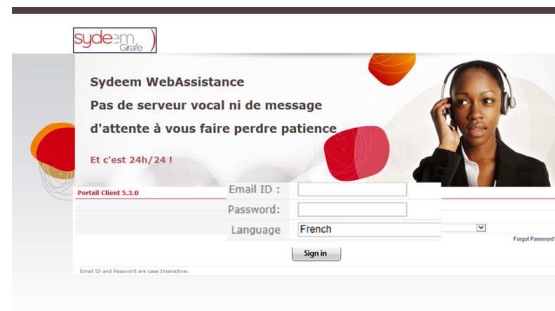 sydeem
Girafe
Sydeem WebAssistance
Pas de serveur vocal ni de message
d'attente à vous faire perdre patience
Et c'est 24h/24 !
Portail Client 5.3.0
Email ID :
Password:
Language French
Forgot Password?
Sign in
Email ID and Password are case Insensitive.